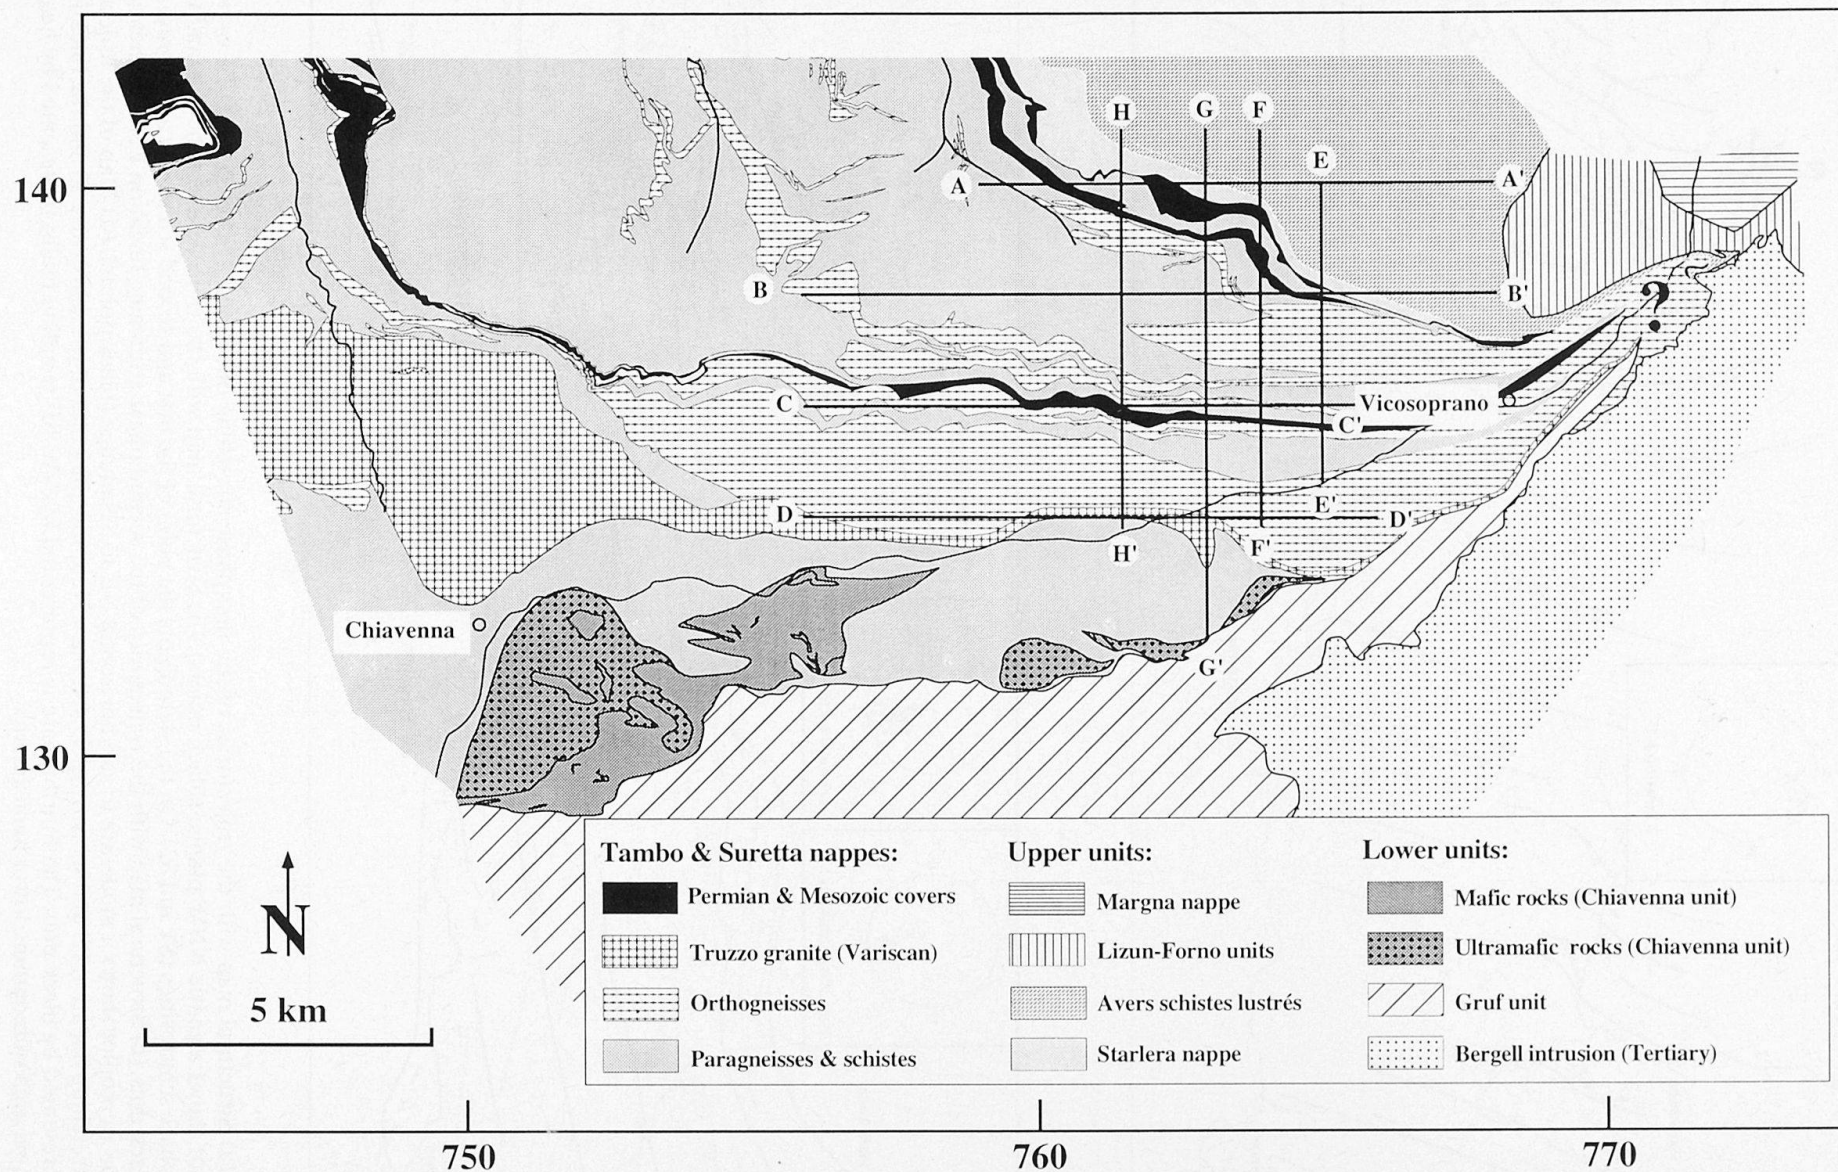 H G F
E
140
A A'
B B'
?
C Vicosoprano
C'
D E' D'
H' F'
Chiavenna
G'
130
Tambo & Suretta nappes: Upper units: Lower units:
Permian & Mesozoic covers Margna nappe Mafic rocks (Chiavenna unit)
Truzzo granite (Variscan) Lizun-Forno units Ultramafic rocks (Chiavenna unit)
Orthogneisses Avers schistes lustrés Gruf unit
Paragneisses & schistes Starlera nappe Bergell intrusion (Tertiary)
N
5 km
750 760 770